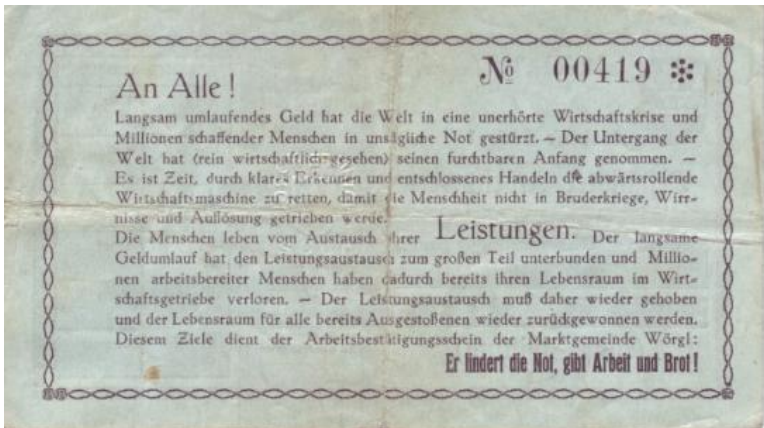 An Alle!
No 00419
Langsam umlaufendes Geld hat die Welt in eine unerhörte Wirtschaftskrise und
Millionen schaffender Menschen in unsägliche Not gestürzt. – Der Untergang der
Welt hat (rein wirtschaftlich gesehen) seinen furchtbaren Anfang genommen. –
Es ist Zeit, durch klares Erkennen und entschlossenes Handeln die abwärtsrollende
Wirtschaftsmaschine zu retten, damit die Menschheit nicht in Bruderkriege, Wirr-
nisse und Auflösung getrieben werde.
Die Menschen leben vom Austausch ihrer Leistungen. Der langsame
Geldumlauf hat den Leistungsaustausch zum großen Teil unterbunden und Millio-
nen arbeitsbereiter Menschen haben dadurch bereits ihren Lebensraum im Wirt-
schaftsgetriebe verloren. – Der Leistungsaustausch muß daher wieder gehoben
und der Lebensraum für alle bereits Ausgestoßenen wieder zurückgewonnen werden.
Diesem Ziele dient der Arbeitsbestätigungsschein der Marktgemeinde Wörgl:
Er lindert die Not, gibt Arbeit und Brot!